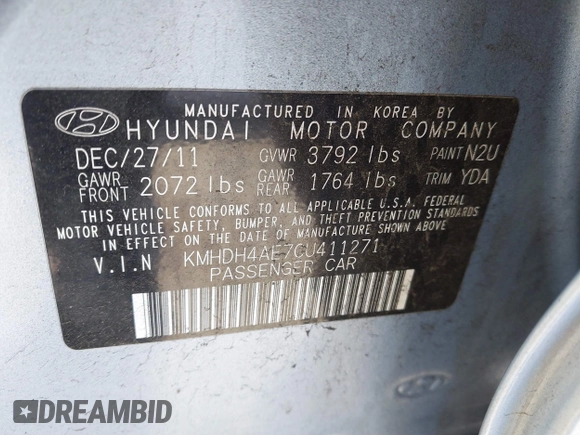 MANUFACTURED IN KOREA BY
HYUNDAI MOTOR COMPANY
DEC/27/11 GVWR 3792 lbs PAINT N2U
GAWR FRONT 2072 lbs GAWR REAR 1764 lbs TRIM YDA
THIS VEHICLE CONFORMS TO ALL APPLICABLE U.S.A. FEDERAL
MOTOR VEHICLE SAFETY, BUMPER, AND THEFT PREVENTION STANDARDS
IN EFFECT ON THE DATE OF MANUFACTURE SHOWN ABOVE.
V.I.N KMHDH4AE7CU411271
PASSENGER CAR
DREAMBID